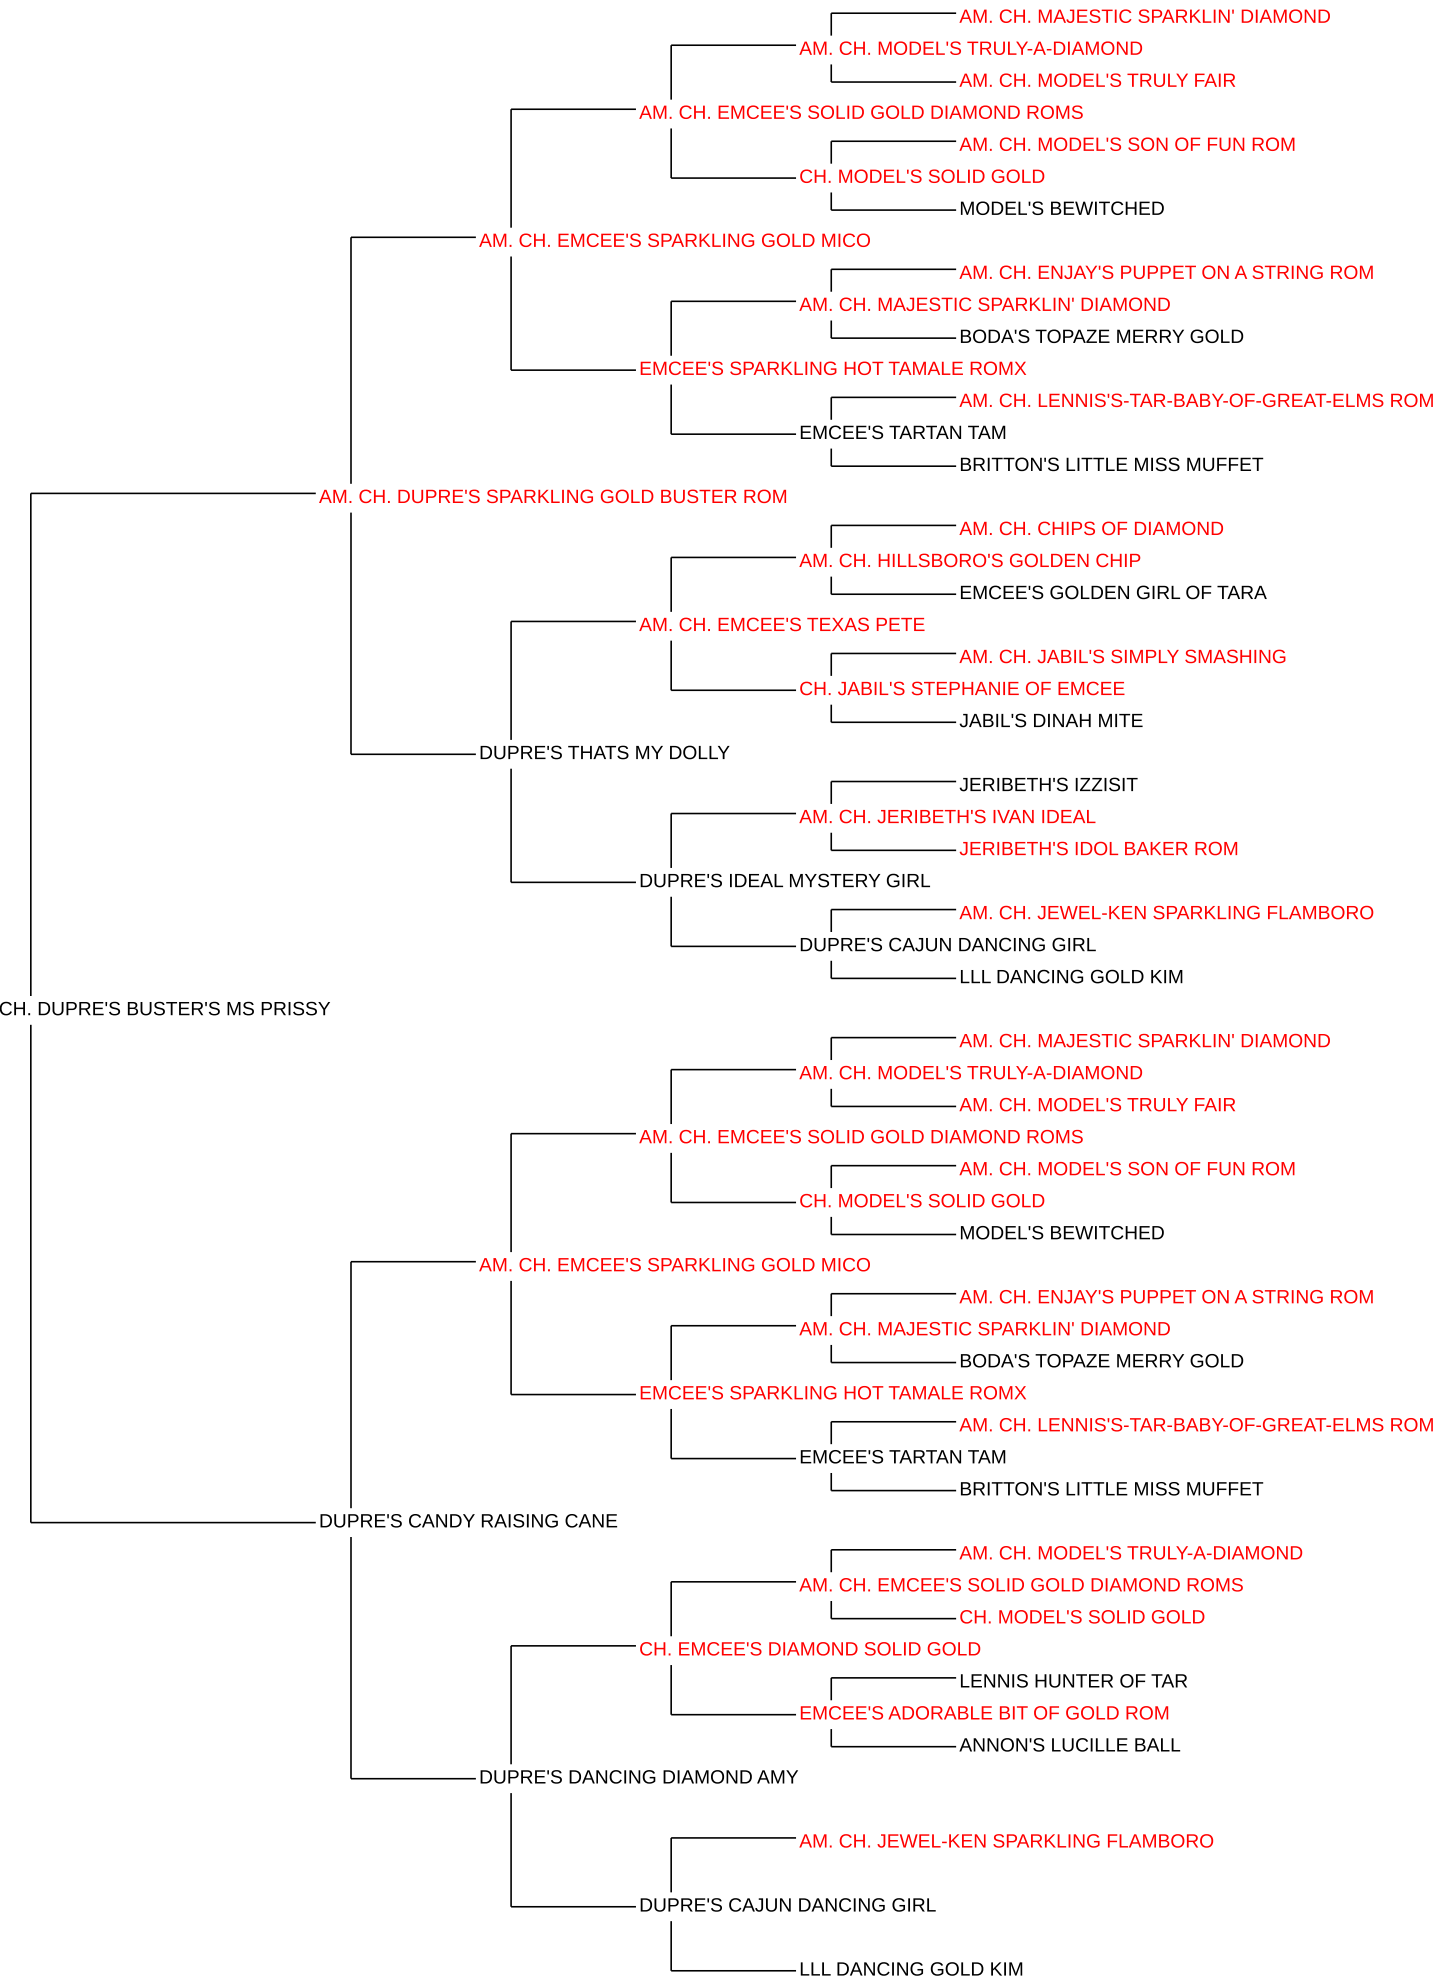 AM. CH. MAJESTIC SPARKLIN' DIAMOND
AM. CH. MODEL'S TRULY-A-DIAMOND
AM. CH. MODEL'S TRULY FAIR
AM. CH. EMCEE'S SOLID GOLD DIAMOND ROMS
AM. CH. MODEL'S SON OF FUN ROM
CH. MODEL'S SOLID GOLD
MODEL'S BEWITCHED
AM. CH. EMCEE'S SPARKLING GOLD MICO
AM. CH. ENJAY'S PUPPET ON A STRING ROM
AM. CH. MAJESTIC SPARKLIN' DIAMOND
BODA'S TOPAZE MERRY GOLD
EMCEE'S SPARKLING HOT TAMALE ROMX
AM. CH. LENNIS'S-TAR-BABY-OF-GREAT-ELMS ROM
EMCEE'S TARTAN TAM
BRITTON'S LITTLE MISS MUFFET
AM. CH. DUPRE'S SPARKLING GOLD BUSTER ROM
AM. CH. CHIPS OF DIAMOND
AM. CH. HILLSBORO'S GOLDEN CHIP
EMCEE'S GOLDEN GIRL OF TARA
AM. CH. EMCEE'S TEXAS PETE
AM. CH. JABIL'S SIMPLY SMASHING
CH. JABIL'S STEPHANIE OF EMCEE
JABIL'S DINAH MITE
DUPRE'S THATS MY DOLLY
JERIBETH'S IZZISIT
AM. CH. JERIBETH'S IVAN IDEAL
JERIBETH'S IDOL BAKER ROM
DUPRE'S IDEAL MYSTERY GIRL
AM. CH. JEWEL-KEN SPARKLING FLAMBORO
DUPRE'S CAJUN DANCING GIRL
LLL DANCING GOLD KIM
CH. DUPRE'S BUSTER'S MS PRISSY
AM. CH. MAJESTIC SPARKLIN' DIAMOND
AM. CH. MODEL'S TRULY-A-DIAMOND
AM. CH. MODEL'S TRULY FAIR
AM. CH. EMCEE'S SOLID GOLD DIAMOND ROMS
AM. CH. MODEL'S SON OF FUN ROM
CH. MODEL'S SOLID GOLD
MODEL'S BEWITCHED
AM. CH. EMCEE'S SPARKLING GOLD MICO
AM. CH. ENJAY'S PUPPET ON A STRING ROM
AM. CH. MAJESTIC SPARKLIN' DIAMOND
BODA'S TOPAZE MERRY GOLD
EMCEE'S SPARKLING HOT TAMALE ROMX
AM. CH. LENNIS'S-TAR-BABY-OF-GREAT-ELMS ROM
EMCEE'S TARTAN TAM
BRITTON'S LITTLE MISS MUFFET
DUPRE'S CANDY RAISING CANE
AM. CH. MODEL'S TRULY-A-DIAMOND
AM. CH. EMCEE'S SOLID GOLD DIAMOND ROMS
CH. MODEL'S SOLID GOLD
CH. EMCEE'S DIAMOND SOLID GOLD
LENNIS HUNTER OF TAR
EMCEE'S ADORABLE BIT OF GOLD ROM
ANNON'S LUCILLE BALL
DUPRE'S DANCING DIAMOND AMY
AM. CH. JEWEL-KEN SPARKLING FLAMBORO
DUPRE'S CAJUN DANCING GIRL
LLL DANCING GOLD KIM